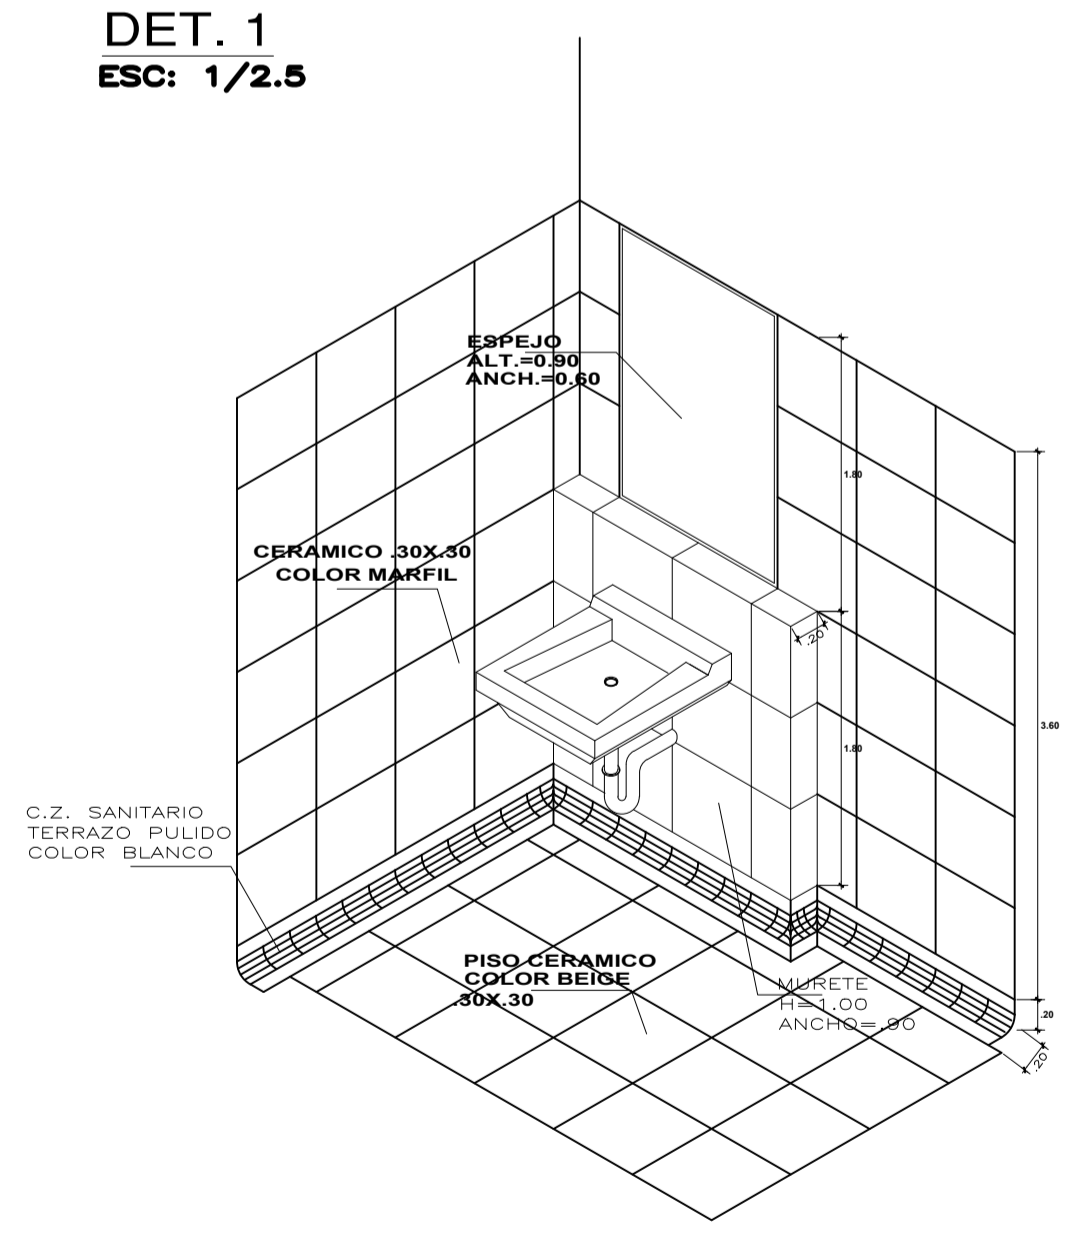 DET. 1
ESC: 1/2.5
ESPEJO
ALT.=0.90
ANCH.=0.60
1.80
CERAMICO .30X.30
COLOR MARFIL
.20
3.60
1.80
C.Z. SANITARIO
TERRAZO PULIDO
COLOR BLANCO
PISO CERAMICO
COLOR BEIGE
.30X.30
MURETE
H=1.00
ANCHO=.90
.20
.20